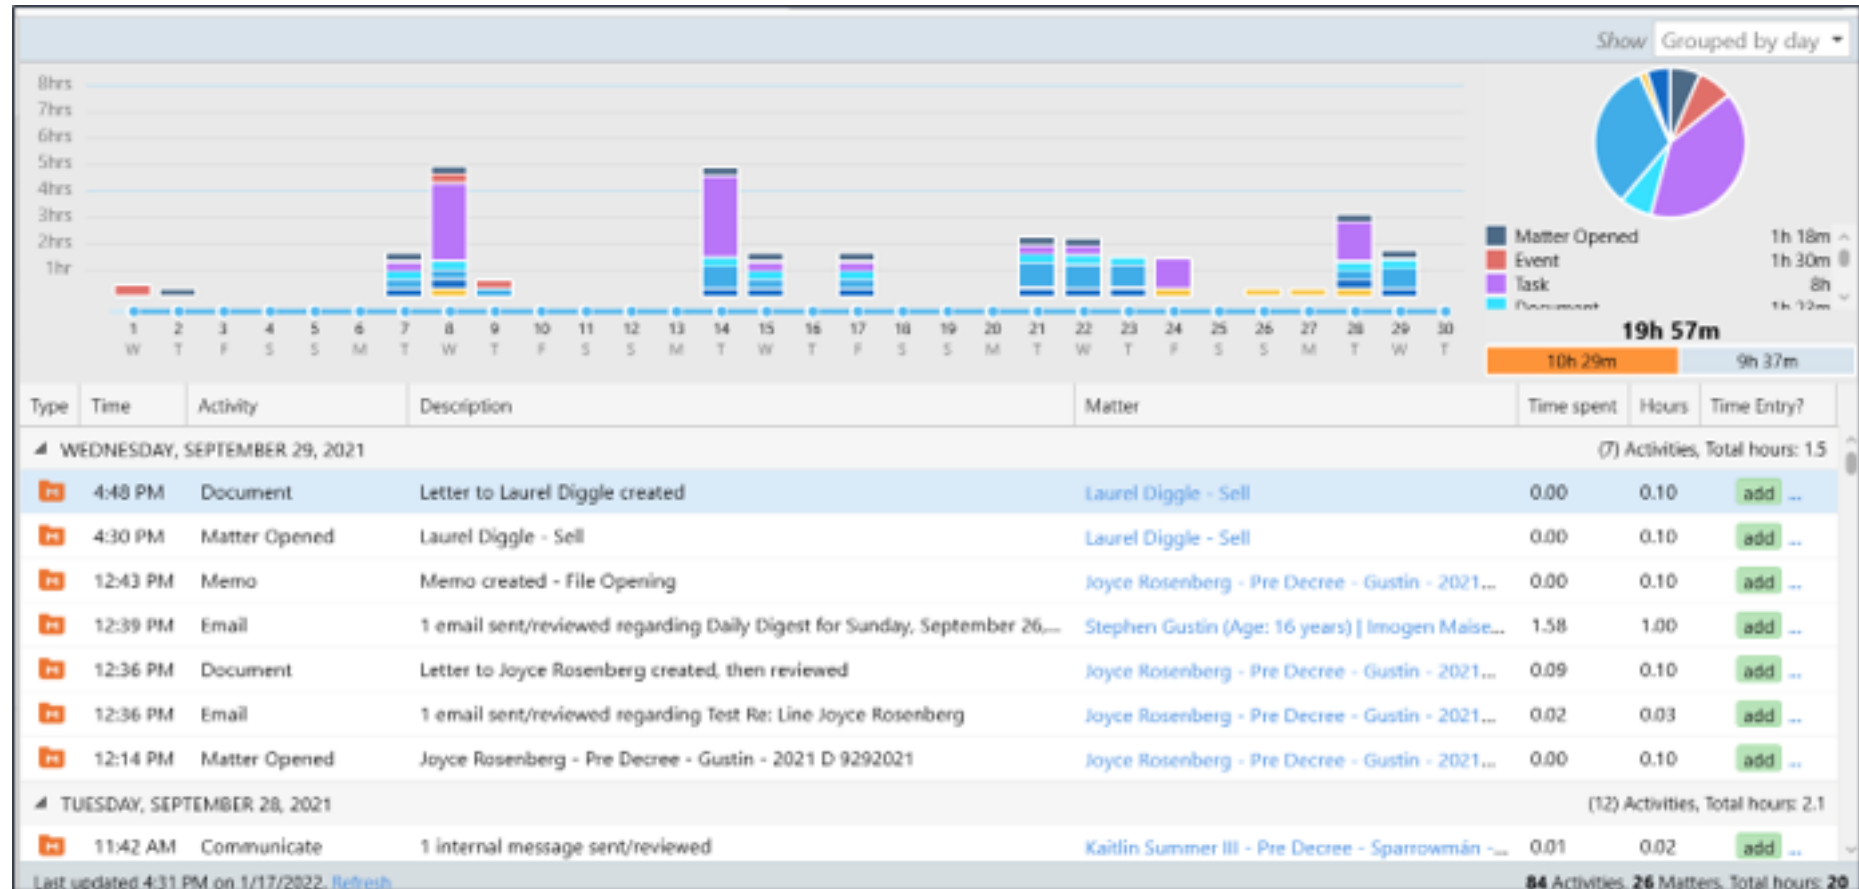 Show Grouped by day
8hrs
7hrs
6hrs
5hrs
4hrs
3hrs
2hrs
1hr
1 2 3 4 5 6 7 8 9 10 11 12 13 14 15 16 17 18 19 20 21 22 23 24 25 26 27 28 29 30
W T F S S M T W T F S S M T W T F S S M T W T F S S M T W T
Matter Opened 1h 18m
Event 1h 30m
Task 8h
Document
19h 57m
10h 29m 9h 37m
Type Time Activity Description Matter Time spent Hours Time Entry?
WEDNESDAY, SEPTEMBER 29, 2021 (7) Activities, Total hours: 1.5
4:48 PM Document Letter to Laurel Diggle created Laurel Diggle - Sell 0.00 0.10 add ...
4:30 PM Matter Opened Laurel Diggle - Sell Laurel Diggle - Sell 0.00 0.10 add ...
12:43 PM Memo Memo created - File Opening Joyce Rosenberg - Pre Decree - Gustin - 2021... 0.00 0.10 add ...
12:39 PM Email 1 email sent/reviewed regarding Daily Digest for Sunday, September 26,... Stephen Gustin (Age: 16 years) | Imogen Maise... 1.58 1.00 add ...
12:36 PM Document Letter to Joyce Rosenberg created, then reviewed Joyce Rosenberg - Pre Decree - Gustin - 2021... 0.09 0.10 add ...
12:36 PM Email 1 email sent/reviewed regarding Test Re: Line Joyce Rosenberg Joyce Rosenberg - Pre Decree - Gustin - 2021... 0.02 0.03 add ...
12:14 PM Matter Opened Joyce Rosenberg - Pre Decree - Gustin - 2021 D 9292021 Joyce Rosenberg - Pre Decree - Gustin - 2021... 0.00 0.10 add ...
TUESDAY, SEPTEMBER 28, 2021 (12) Activities, Total hours: 2.1
11:42 AM Communicate 1 internal message sent/reviewed Kaitlin Summer III - Pre Decree - Sparrowmán -... 0.01 0.02 add ...
Last updated 4:31 PM on 1/17/2022. Refresh 84 Activities, 26 Matters, Total hours: 20